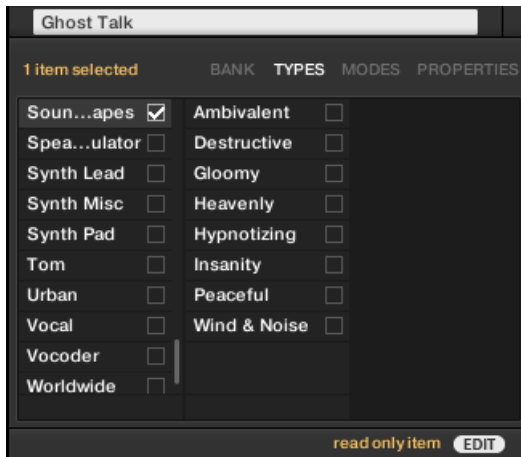 Ghost Talk
1 item selected BANK TYPES MODES PROPERTIES
Soun...apes Ambivalent
Spea...ulator Destructive
Synth Lead Gloomy
Synth Misc Heavenly
Synth Pad Hypnotizing
Tom Insanity
Urban Peaceful
Vocal Wind & Noise
Vocoder
Worldwide
read only item EDIT